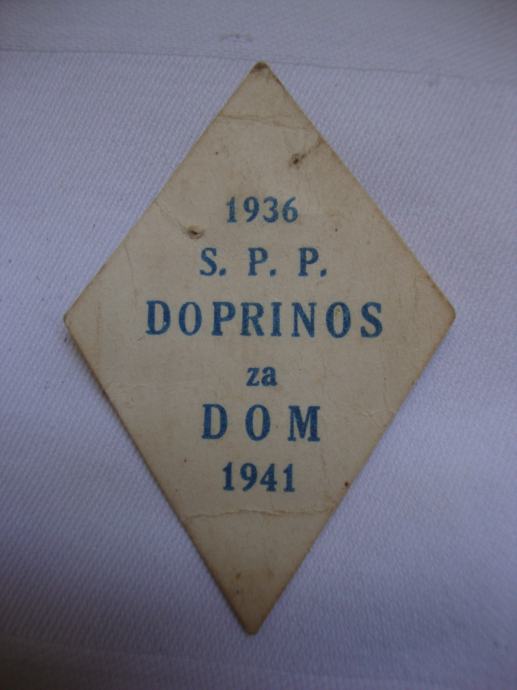 1936
S. P. P.
DOPRINOS
za
DOM
1941